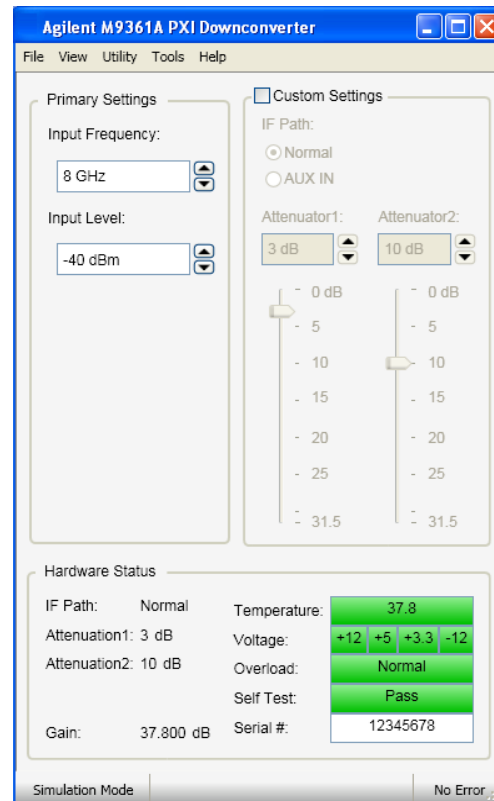 Agilent M9361A PXI Downconverter
File View Utility Tools Help
Primary Settings
Input Frequency:
8 GHz
Input Level:
-40 dBm
Custom Settings
IF Path:
Normal
AUX IN
Attenuator1: Attenuator2:
3 dB 10 dB
0 dB 0 dB
5 5
10 10
15 15
20 20
25 25
31.5 31.5
Hardware Status
IF Path: Normal
Attenuation1: 3 dB
Attenuation2: 10 dB
Gain: 37.800 dB
Temperature: 37.8
Voltage: +12 +5 +3.3 -12
Overload: Normal
Self Test: Pass
Serial #: 12345678
Simulation Mode No Error